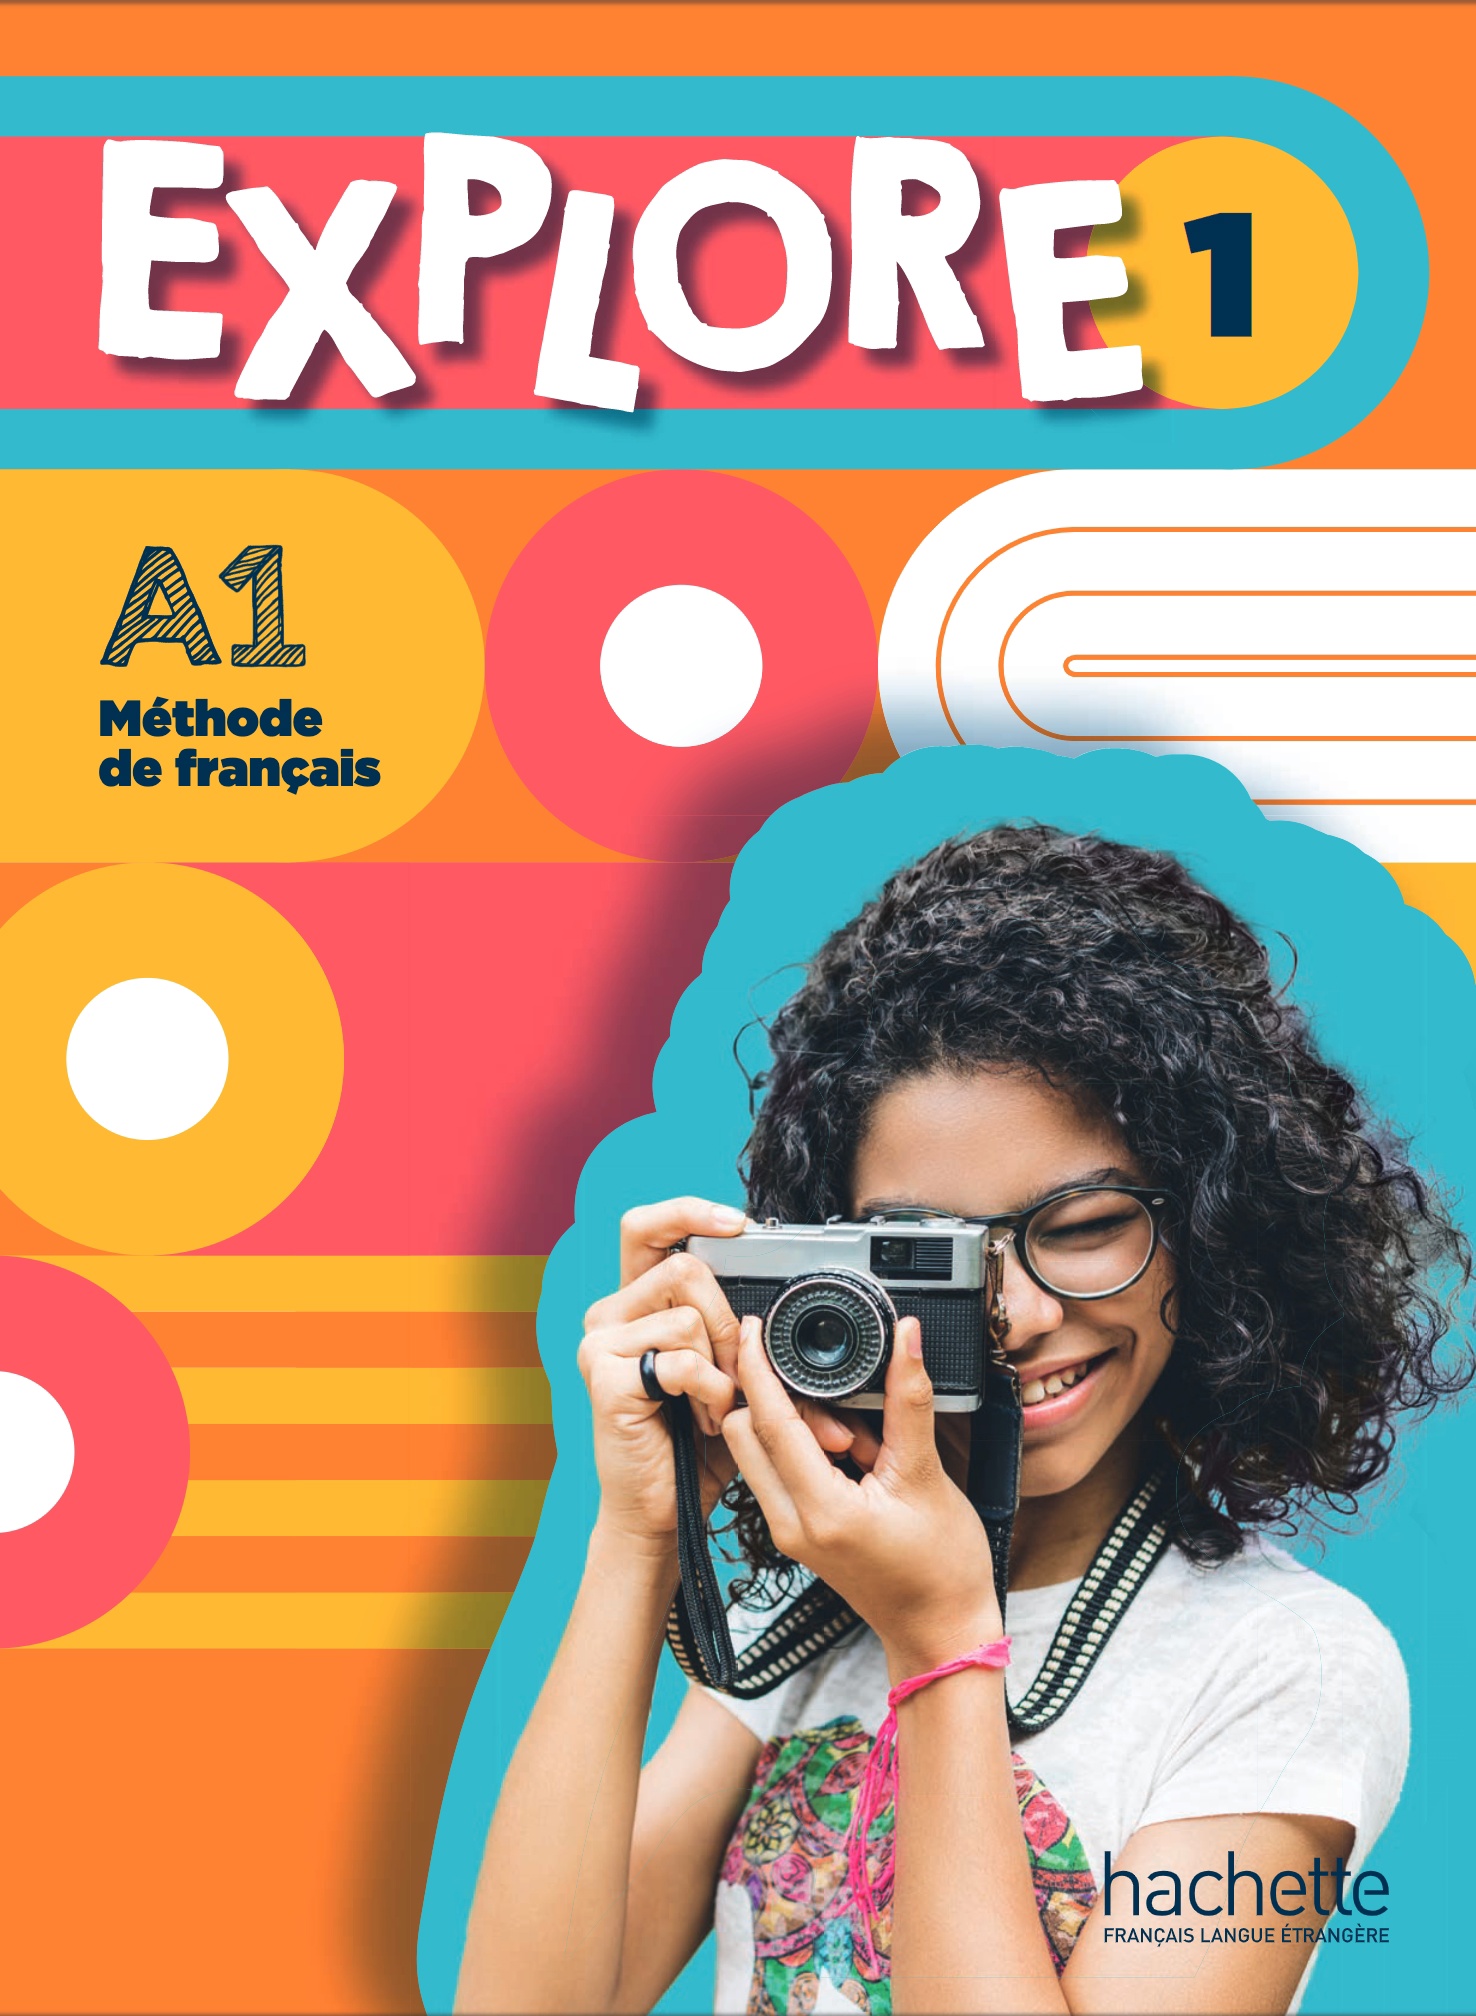 EXPLORE 1
A1
Méthode
de français
hachette
FRANÇAIS LANGUE ÉTRANGÈRE